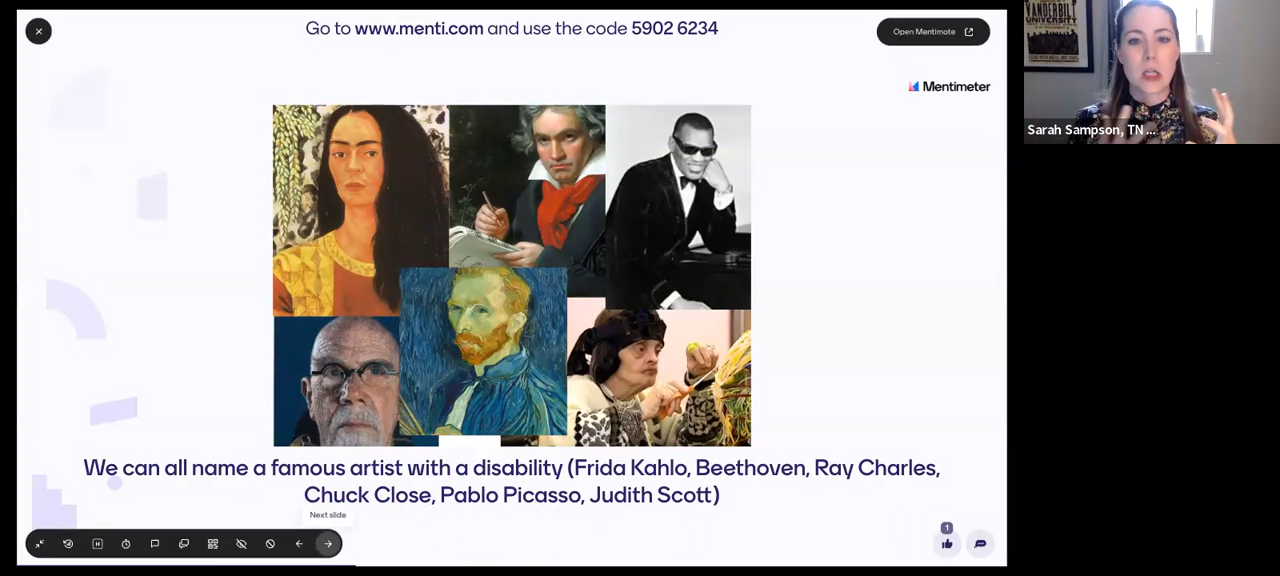 Go to www.menti.com and use the code 5902 6234
Open Mentimote
Mentimeter
VANDERBILT
UNIVERSITY
Sarah Sampson, TN ...
We can all name a famous artist with a disability (Frida Kahlo, Beethoven, Ray Charles,
Chuck Close, Pablo Picasso, Judith Scott)
Next slide
H
1